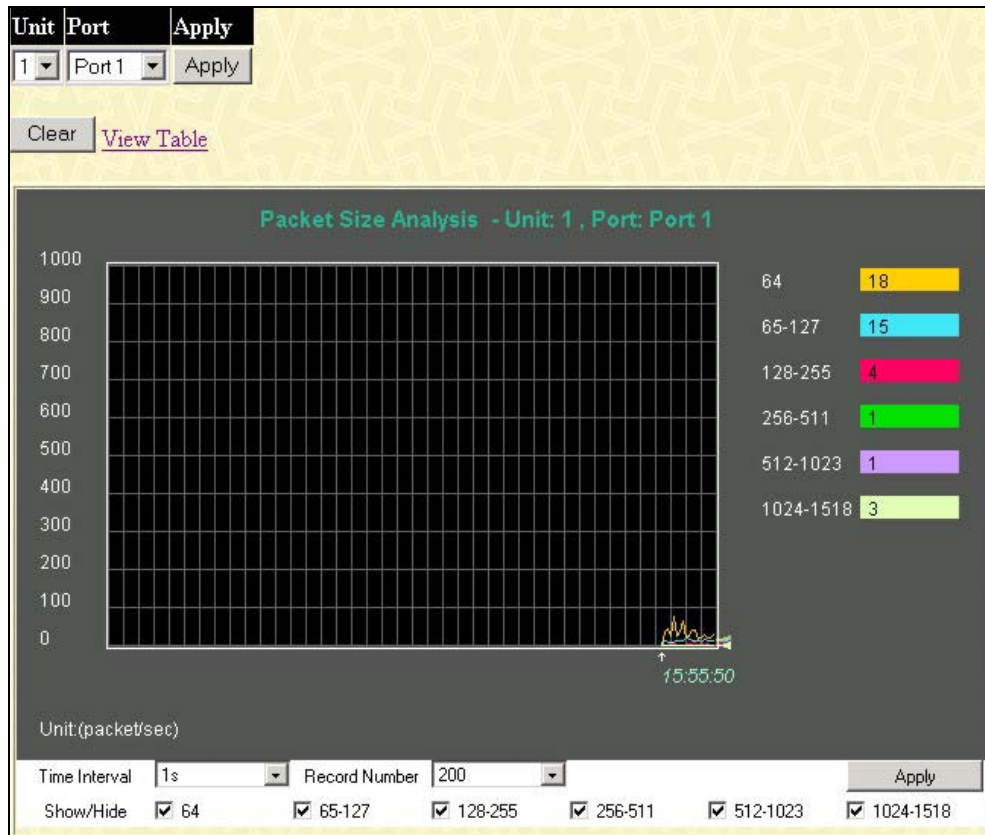 Unit Port Apply
1 Port 1 Apply
Clear View Table
Packet Size Analysis - Unit: 1 , Port: Port 1
1000
900
800
700
600
500
400
300
200
100
0
64 18
65-127 15
128-255 4
256-511 1
512-1023 1
1024-1518 3
15:55:50
Unit:(packet/sec)
Time Interval 1s Record Number 200 Apply
Show/Hide 64 65-127 128-255 256-511 512-1023 1024-1518